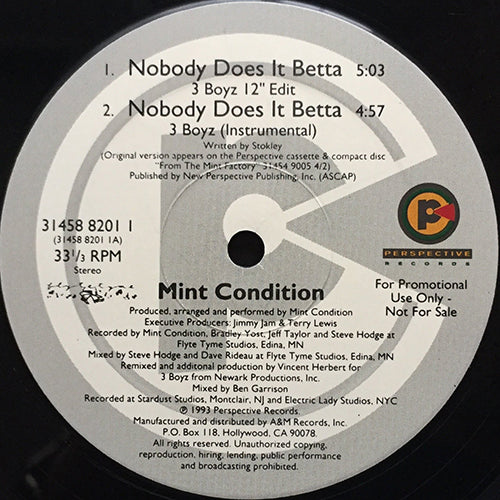 1. Nobody Does It Betta 5:03
3 Boyz 12" Edit
2. Nobody Does It Betta 4:57
3 Boyz (Instrumental)
Written by Stokley
(Original version appears on the Perspective cassette & compact disc
"From The Mint Factory" 31454 9005 4/2)
Published by New Perspective Publishing, Inc. (ASCAP)
31458 8201 1
(31458 8201 1A)
33⅓ RPM
Stereo
PERSPECTIVE
RECORDS
For Promotional
Use Only -
Not For Sale
Mint Condition
Produced, arranged and performed by Mint Condition
Executive Producers: Jimmy Jam & Terry Lewis
Recorded by Mint Condition, Bradley Yost, Jeff Taylor and Steve Hodge at
Flyte Tyme Studios, Edina, MN
Mixed by Steve Hodge and Dave Rideau at Flyte Tyme Studios, Edina, MN
Remixed and additonal production by Vincent Herbert for
3 Boyz from Newark Productions, Inc.
Mixed by Ben Garrison
Recorded at Stardust Studios, Montclair, NJ and Electric Lady Studios, NYC
℗ 1993 Perspective Records.
Manufactured and distributed by A&M Records, Inc.
P.O. Box 118, Hollywood, CA 90078.
All rights reserved. Unauthorized copying,
reproduction, hiring, lending, public performance
and broadcasting prohibited.